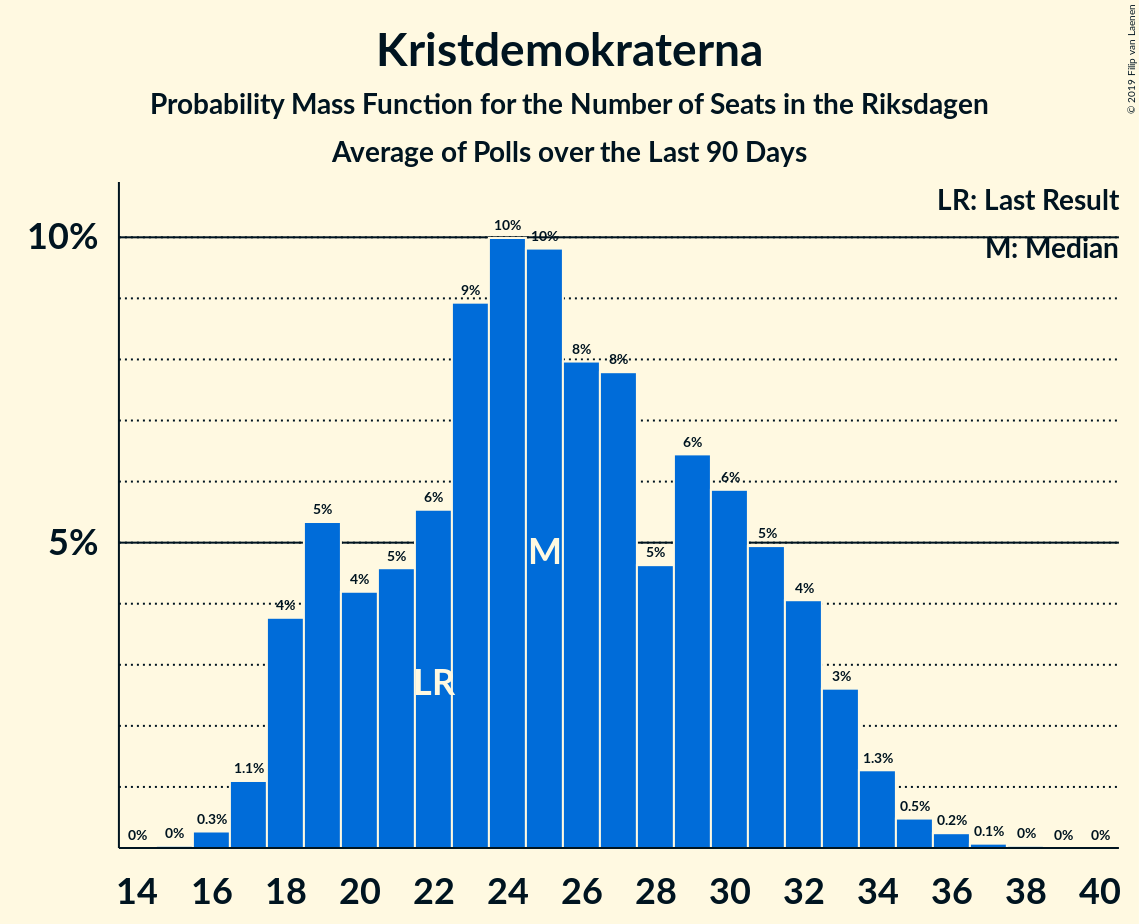 Kristdemokraterna
Probability Mass Function for the Number of Seats in the Riksdagen
Average of Polls over the Last 90 Days
© 2019 Filip van Laenen
LR: Last Result
M: Median
10%
5%
0% 0% 0.3% 1.1% 4% 5% 4% 5% 6% 9% 10% 10% 8% 8% 5% 6% 6% 5% 4% 3% 1.3% 0.5% 0.2% 0.1% 0% 0% 0%
M
LR
14 16 18 20 22 24 26 28 30 32 34 36 38 40